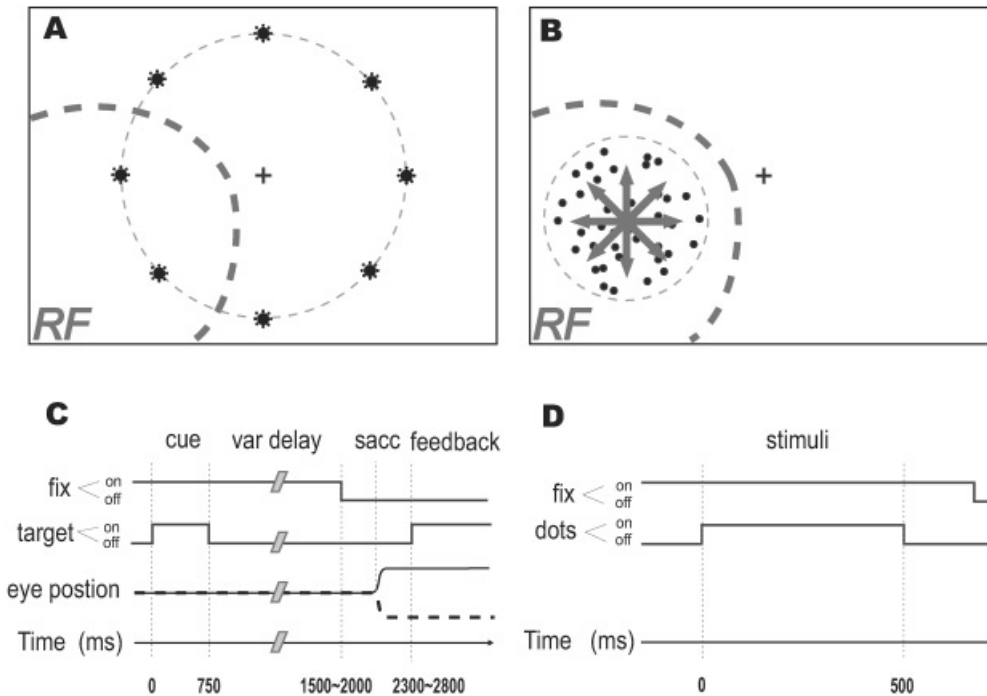 A
RF
B
RF
C
cue var delay sacc feedback
fix on
off
target on
off
eye postion
Time (ms)
0 750 1500~2000 2300~2800
D
stimuli
fix on
off
dots on
off
Time (ms)
0 500